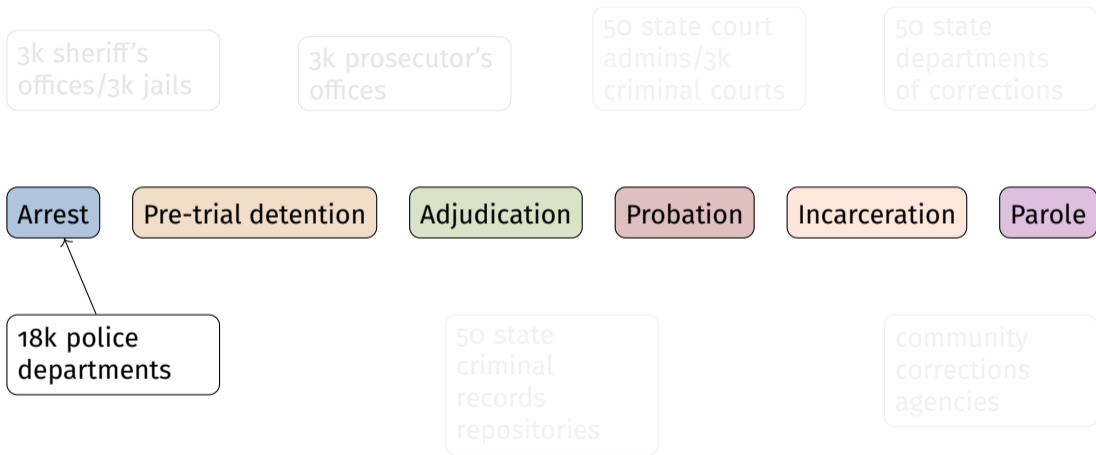 3k sheriff's
offices/3k jails
3k prosecutor's
offices
50 state court
admins/3k
criminal courts
50 state
departments
of corrections
Arrest
Pre-trial detention
Adjudication
Probation
Incarceration
Parole
18k police
departments
50 state
criminal
records
repositories
community
corrections
agencies